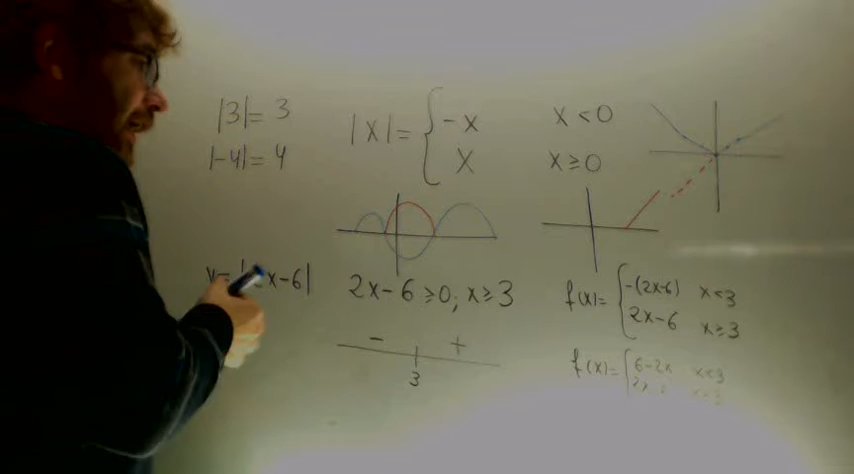 |3|= 3
|-4|= 4
|X|= { -X   X < 0
X   X ≥ 0
x-6|
2x-6 ≥0; x≥3
-   +
3
f(x)= { -(2x-6)   x<3
2x-6   x≥3
f(x)= { 6-2x   x<3